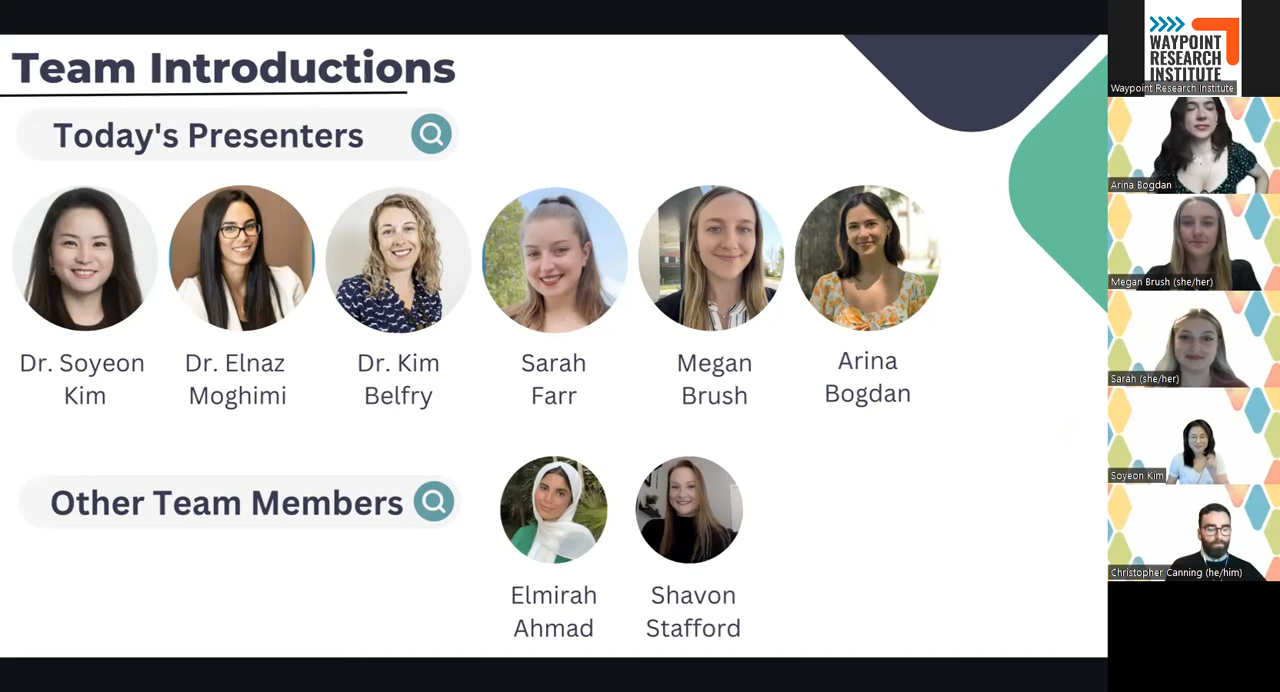 Team Introductions
Today's Presenters
Dr. Soyeon
Kim
Dr. Elnaz
Moghimi
Dr. Kim
Belfry
Sarah
Farr
Megan
Brush
Arina
Bogdan
Other Team Members
Elmirah
Ahmad
Shavon
Stafford
WAYPOINT
RESEARCH
INSTITUTE
Waypoint Research Institute
Arina Bogdan
Megan Brush (she/her)
Sarah (she/her)
Soyeon Kim
Christopher Canning (he/him)